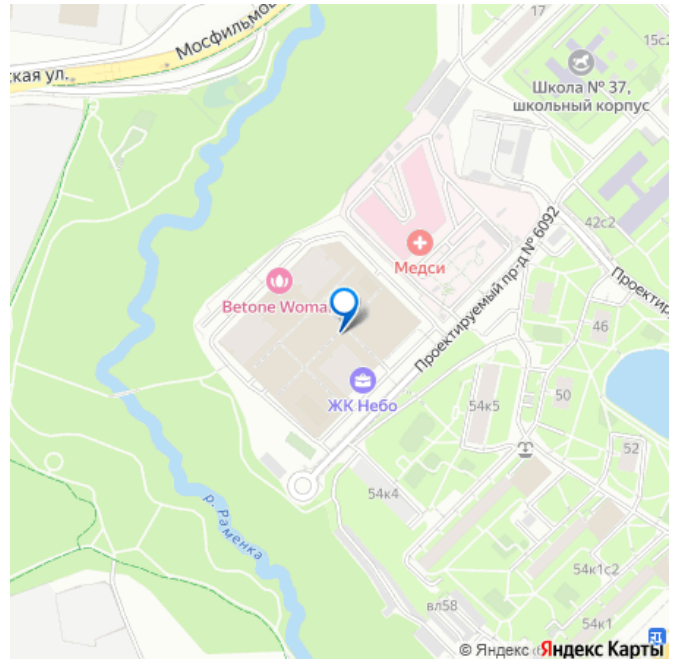 17
15с2
Мосфильмов
ская ул.
Школа № 37,
школьный корпус
42с2
Медси
Проектируемый пр-д № 6092
Проектир
Betone Woma
46
50
54к5
ЖК Небо
52
54к4
р. Раменка
54к1с2
вл58
54к1
© Яндекс
Яндекс Карты